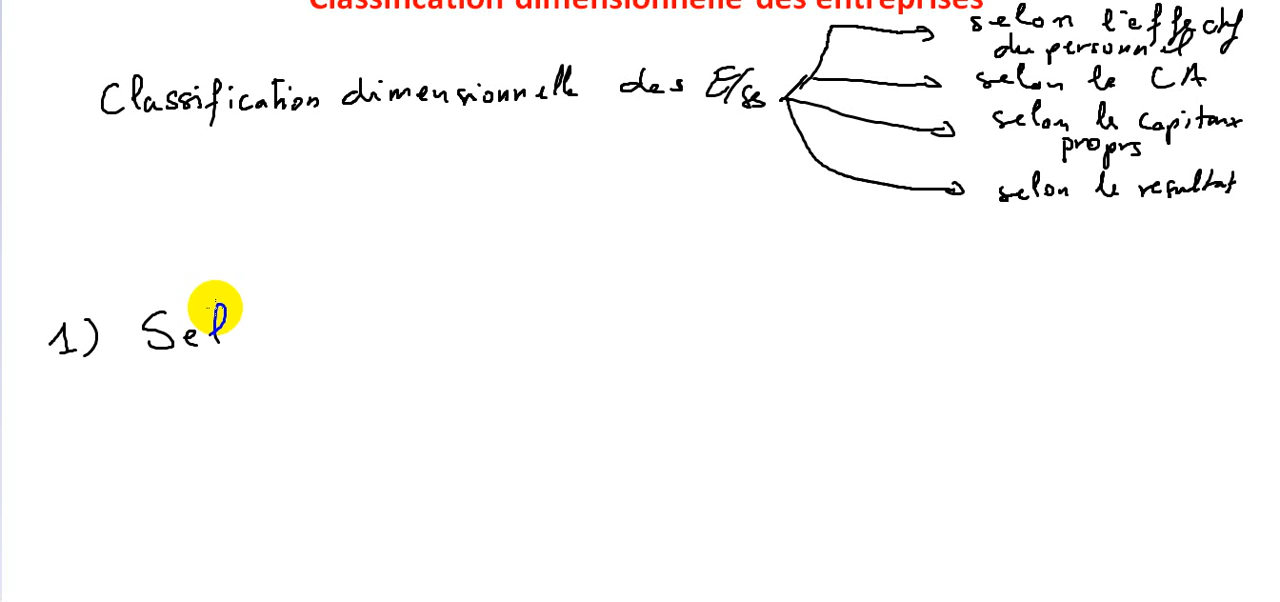 Classification dimensionnelle des entreprises
selon l'effectif
du personnel
Classification dimensionnelle des E/ses
selon le CA
selon le capitaux
proprs
selon le resultat
1) Sel